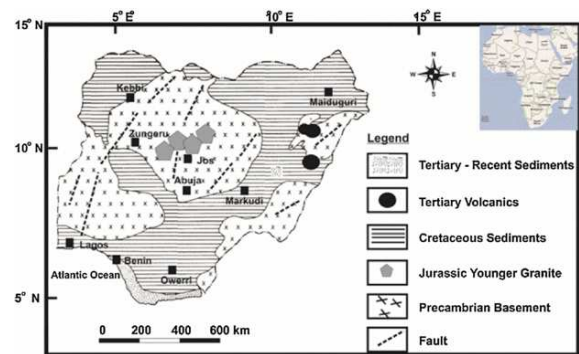 5° E 10° E 15° E
15° N
10° N
5° N
Kebbi
Maiduguri
Zungeru
Jos
Abuja
Markudi
Lagos
Benin
Atlantic Ocean
Owerri
0 200 400 600 km
N
W E
S
Legend
Tertiary - Recent Sediments
Tertiary Volcanics
Cretaceous Sediments
Jurassic Younger Granite
Precambrian Basement
Fault